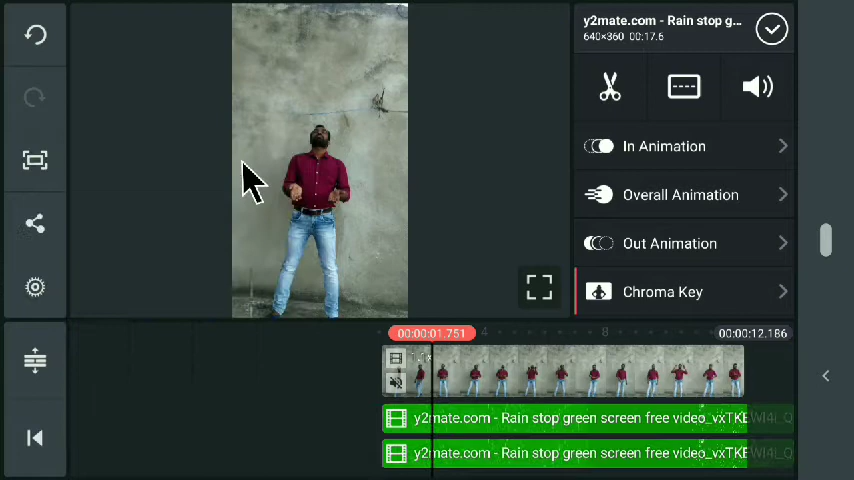 y2mate.com - Rain stop g...
640×360 00:17.6
In Animation
Overall Animation
Out Animation
Chroma Key
00:00:01.751
4
8
00:00:12.186
y2mate.com - Rain stop green screen free video_vxTKEWI4i_Q
y2mate.com - Rain stop green screen free video_vxTKEWI4i_Q